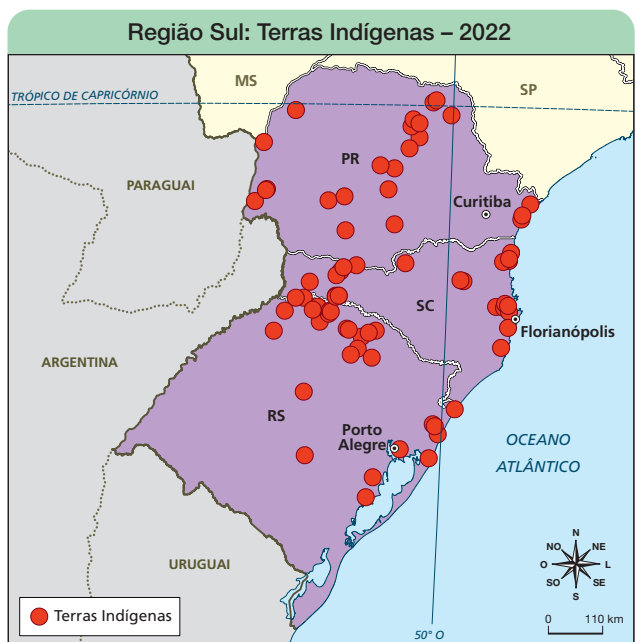 Região Sul: Terras Indígenas – 2022
MS
SP
TRÓPICO DE CAPRICÓRNIO
PR
PARAGUAI
Curitiba
SC
Florianópolis
ARGENTINA
RS
Porto
Alegre
OCEANO
ATLÂNTICO
URUGUAI
N
NO
NE
O
L
SO
SE
S
Terras Indígenas
50° O
0
110 km